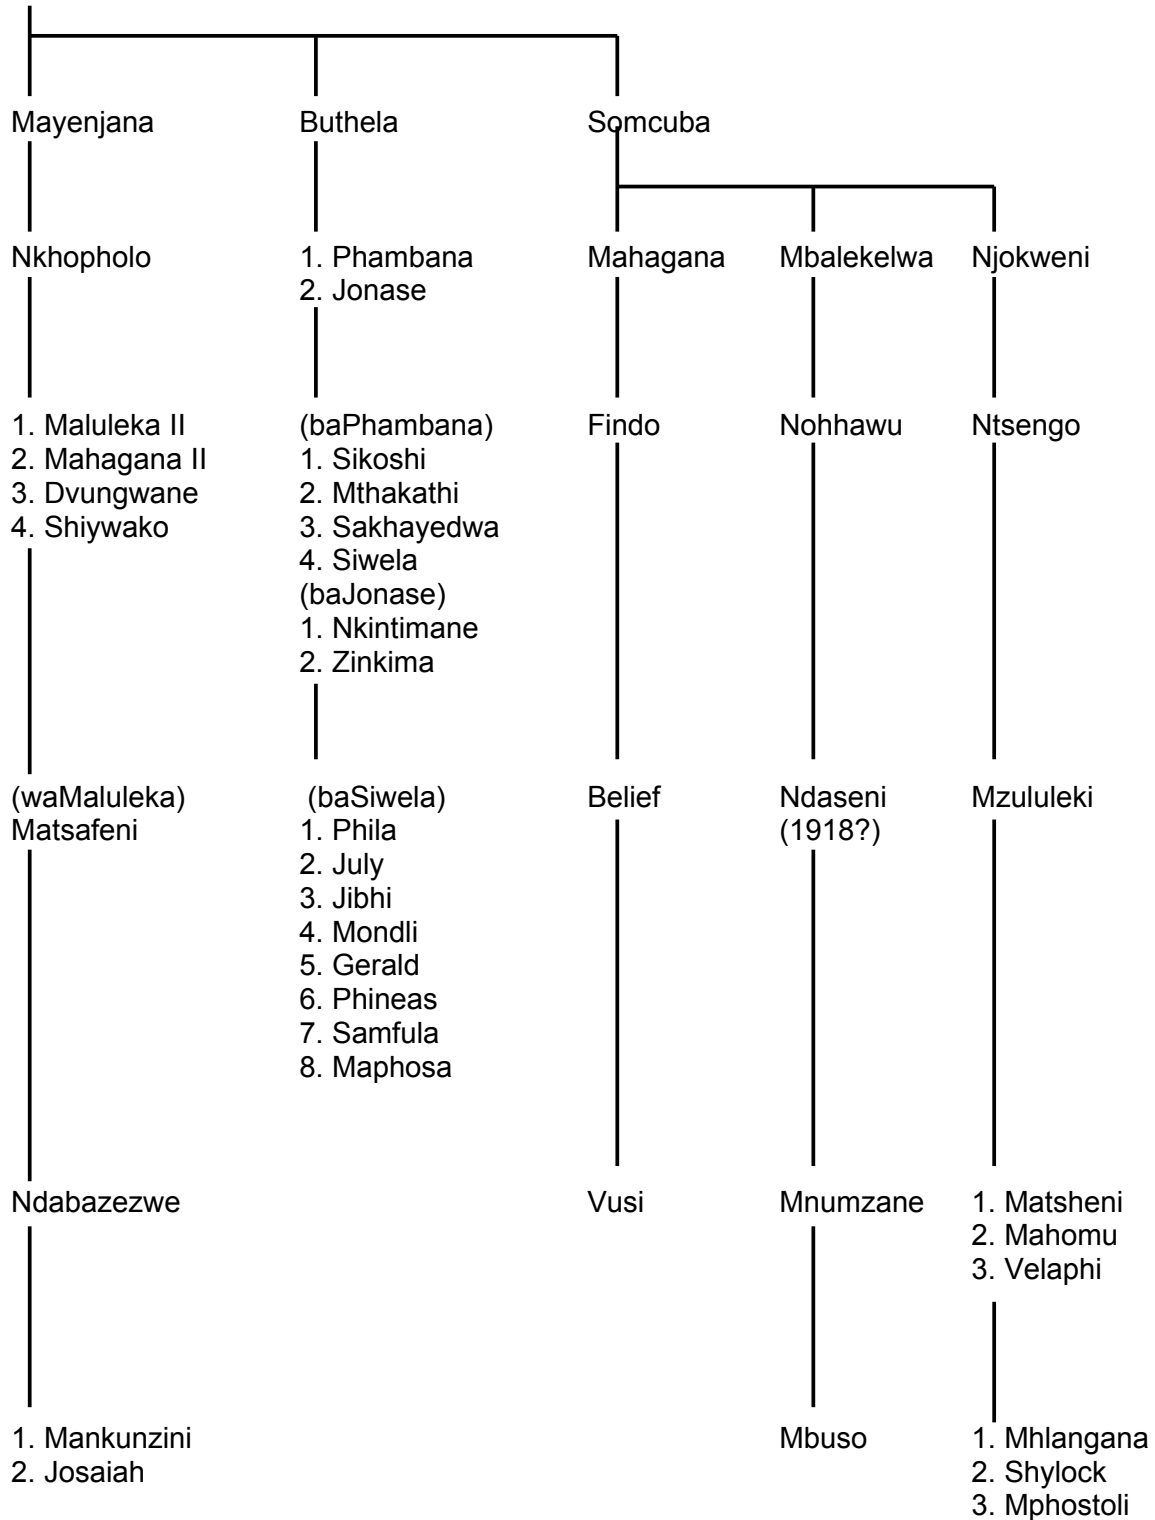 Mayenjana Buthela Somcuba
Nkhopholo 1. Phambana Mahagana Mbalekelwa Njokweni
2. Jonase
1. Maluleka II (baPhambana) Findo Nohhawu Ntsengo
2. Mahagana II 1. Sikoshi
3. Dvungwane 2. Mthakathi
4. Shiywako 3. Sakhayedwa
4. Siwela
(baJonase)
1. Nkintimane
2. Zinkima
(waMaluleka) (baSiwela) Belief Ndaseni Mzululeki
Matsafeni 1. Phila (1918?)
2. July
3. Jibhi
4. Mondli
5. Gerald
6. Phineas
7. Samfula
8. Maphosa
Ndabazezwe Vusi Mnumzane 1. Matsheni
2. Mahomu
3. Velaphi
1. Mankunzini Mbuso 1. Mhlangana
2. Josaiah 2. Shylock
3. Mphostoli